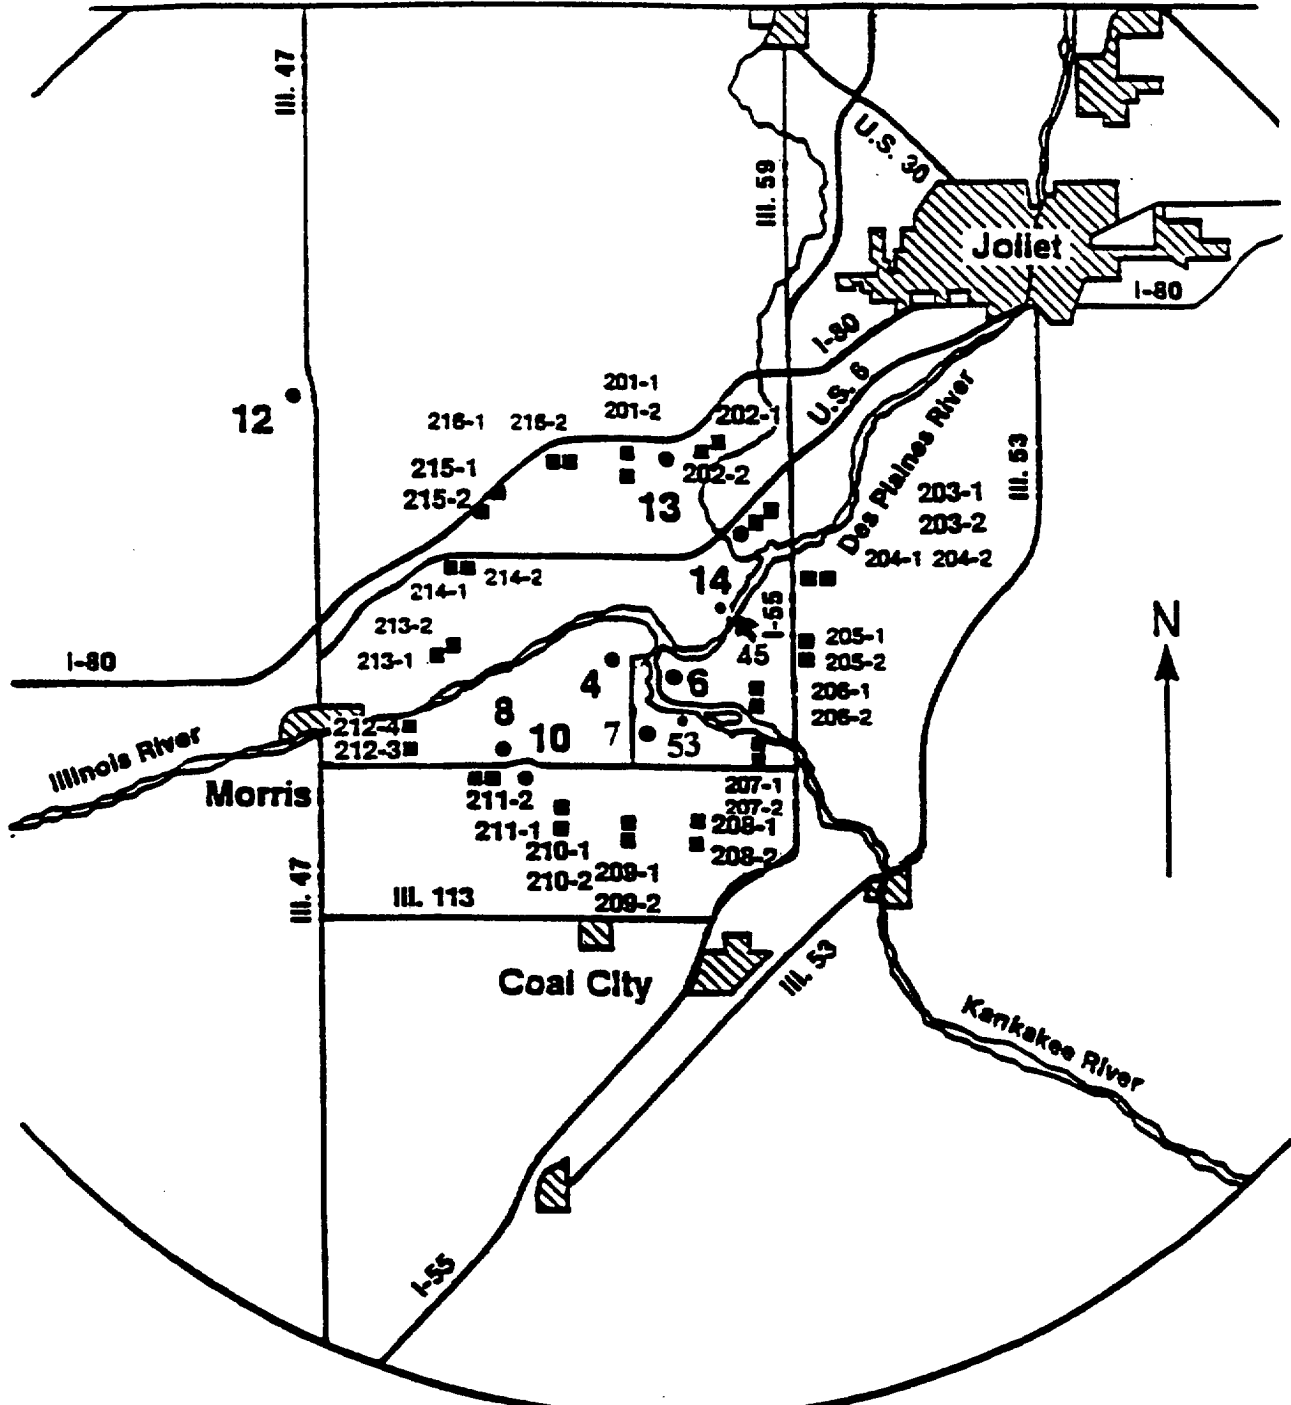 Ill. 47
Ill. 59
U.S. 30
Joliet
I-80
I-80
U.S. 6
Des Plaines River
Ill. 53
12
201-1
201-2
202-1
216-1 216-2
215-1
215-2
202-2
13
203-1
203-2
204-1 204-2
214-1
214-2
14
I-55
213-2
213-1
I-80
45
205-1
205-2
206-1
206-2
N
4
6
8
10
7
53
212-4
212-3
Illinois River
Morris
211-2
211-1
207-1
207-2
208-1
208-2
210-1
210-2
209-1
209-2
Ill. 47
Ill. 113
Coal City
Ill. 53
Kankakee River
I-55